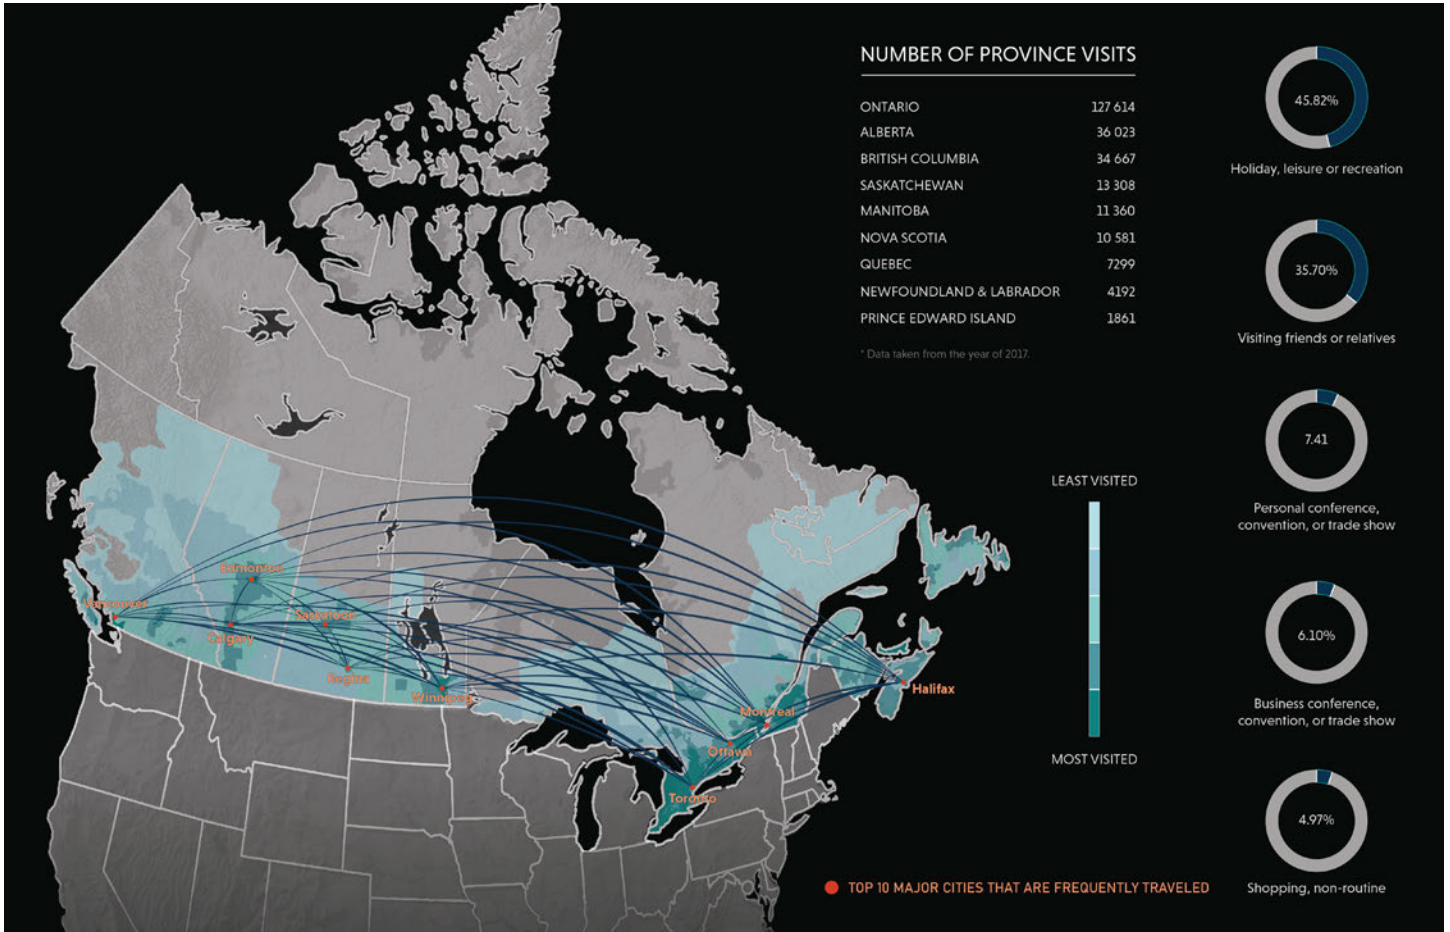 NUMBER OF PROVINCE VISITS
ONTARIO 127 614
ALBERTA 36 023
BRITISH COLUMBIA 34 667
SASKATCHEWAN 13 308
MANITOBA 11 360
NOVA SCOTIA 10 581
QUEBEC 7299
NEWFOUNDLAND & LABRADOR 4192
PRINCE EDWARD ISLAND 1861
* Data taken from the year of 2017.
45.82%
Holiday, leisure or recreation
35.70%
Visiting friends or relatives
7.41
Personal conference,
convention, or trade show
6.10%
Business conference,
convention, or trade show
4.97%
Shopping, non-routine
LEAST VISITED
MOST VISITED
Edmonton
Vancouver
Saskatoon
Calgary
Regina
Winnipeg
Halifax
Montreal
Ottawa
Toronto
TOP 10 MAJOR CITIES THAT ARE FREQUENTLY TRAVELED